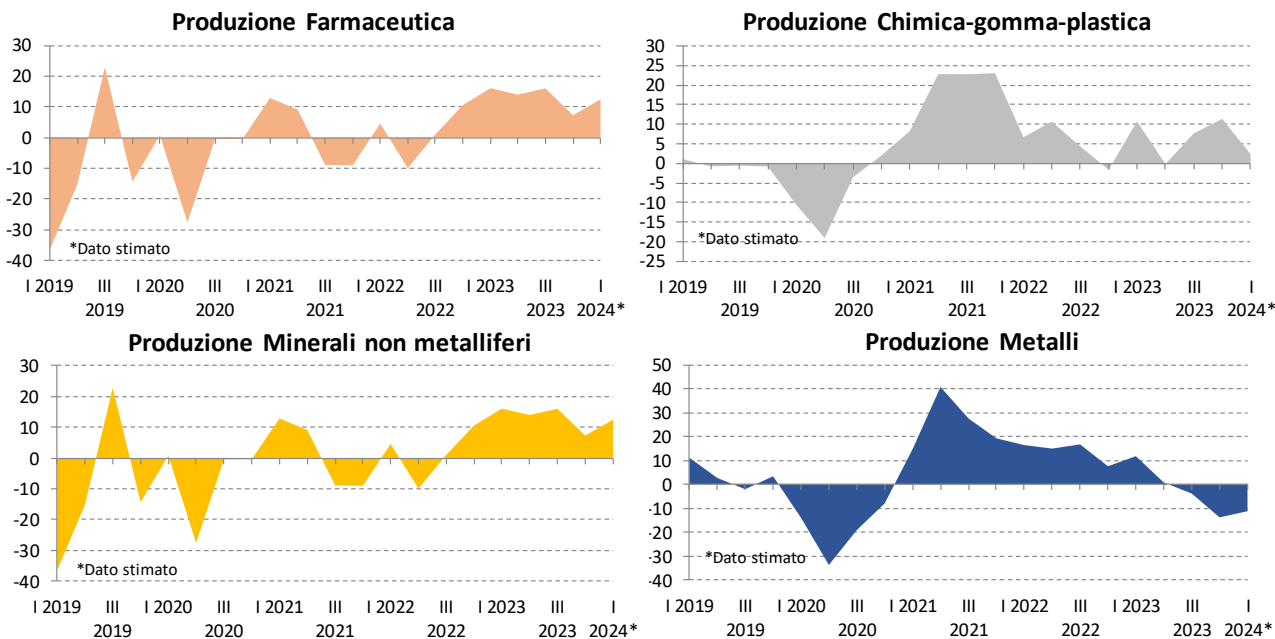 Produzione Farmaceutica
30
20
10
0
-10
-20
-30
-40
*Dato stimato
I 2019 III I 2020 III I 2021 III I 2022 III I 2023 III I
2019 2020 2021 2022 2023 2024*
Produzione Chimica-gomma-plastica
30
25
20
15
10
5
0
-5
-10
-15
-20
-25
*Dato stimato
I 2019 III I 2020 III I 2021 III I 2022 III I 2023 III I
2019 2020 2021 2022 2023 2024*
Produzione Minerali non metalliferi
30
20
10
0
-10
-20
-30
-40
*Dato stimato
I 2019 III I 2020 III I 2021 III I 2022 III I 2023 III I
2019 2020 2021 2022 2023 2024*
Produzione Metalli
50
40
30
20
10
0
-10
-20
-30
-40
*Dato stimato
I 2019 III I 2020 III I 2021 III I 2022 III I 2023 III I
2019 2020 2021 2022 2023 2024*